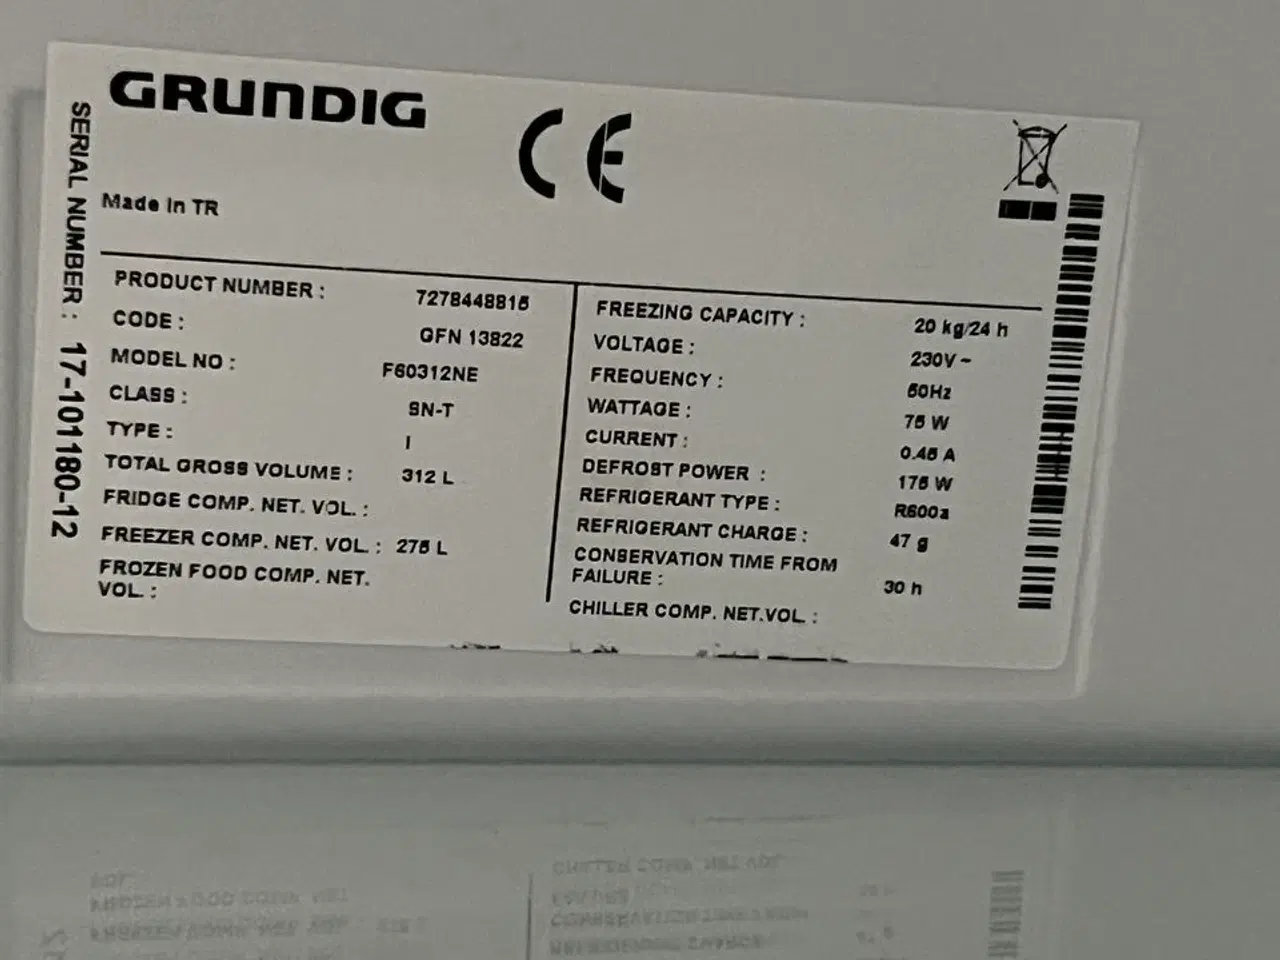 GRUNDIG
CE
Made In TR
SERIAL NUMBER : 17-101180-12
PRODUCT NUMBER : 7278448815
CODE : GFN 13822
MODEL NO : F60312NE
CLASS : SN-T
TYPE : I
TOTAL GROSS VOLUME : 312 L
FRIDGE COMP. NET. VOL. :
FREEZER COMP. NET. VOL. : 275 L
FROZEN FOOD COMP. NET.
VOL. :
FREEZING CAPACITY : 20 kg/24 h
VOLTAGE : 230V ~
FREQUENCY : 50Hz
WATTAGE : 75 W
CURRENT : 0.45 A
DEFROST POWER : 175 W
REFRIGERANT TYPE : R600a
REFRIGERANT CHARGE : 47 g
CONSERVATION TIME FROM
FAILURE : 30 h
CHILLER COMP. NET.VOL. :